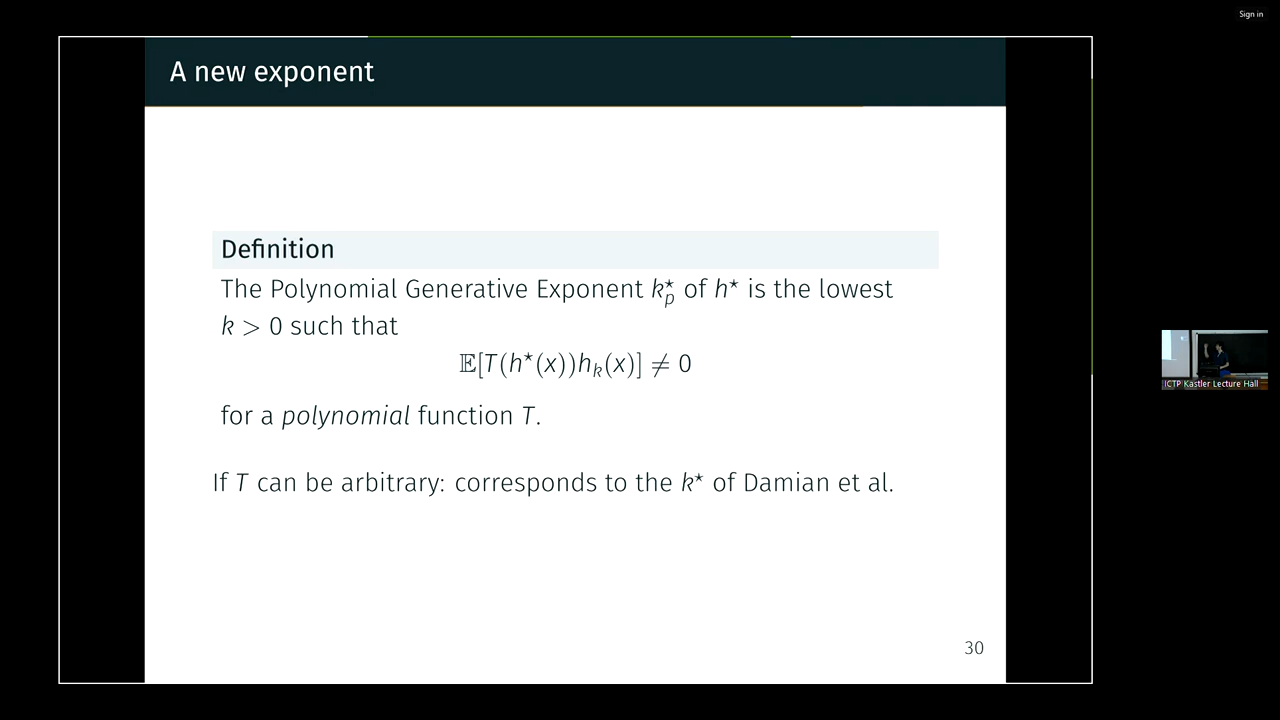 Sign in
A new exponent
Definition
The Polynomial Generative Exponent k_p^⋆ of h^⋆ is the lowest
k > 0 such that
𝔼[T(h^⋆(x))h_k(x)] ≠ 0
for a polynomial function T.
If T can be arbitrary: corresponds to the k^⋆ of Damian et al.
ICTP Kastler Lecture Hall
30